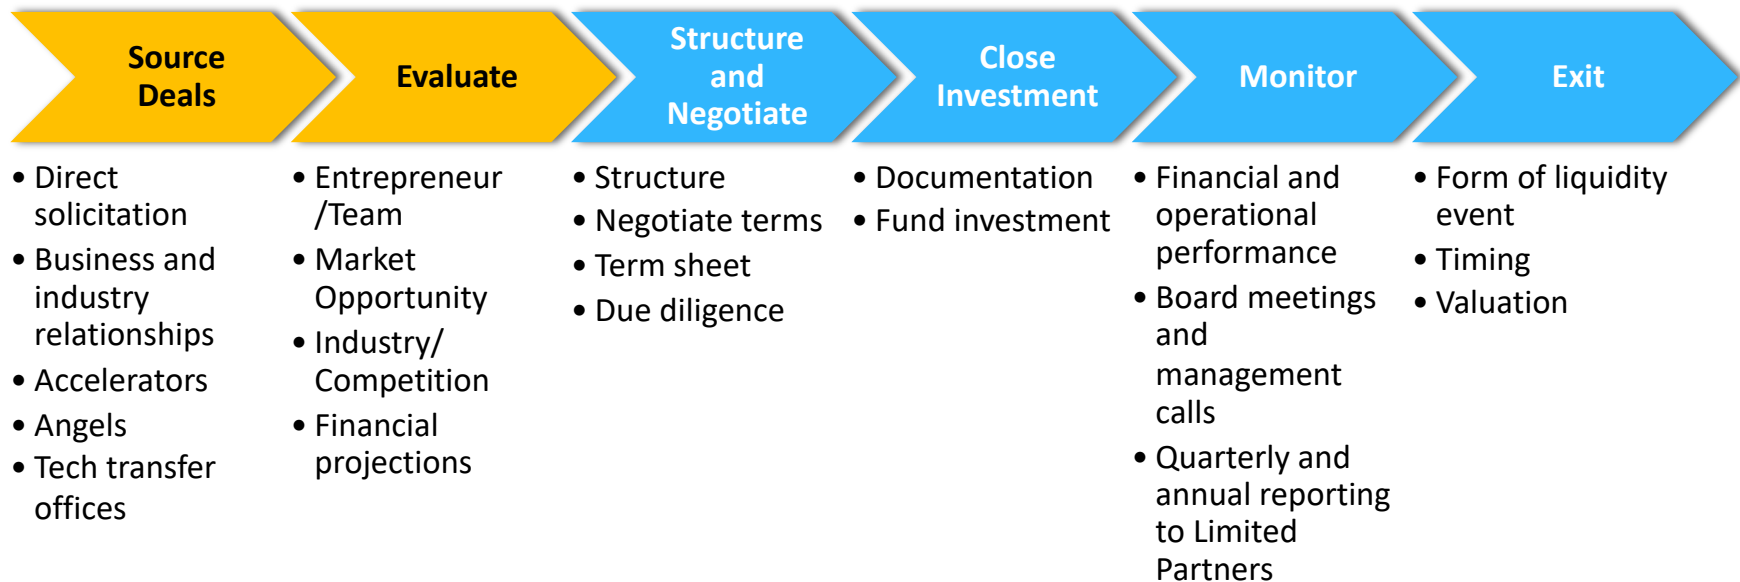 Source
Deals
Evaluate
Structure
and
Negotiate
Close
Investment
Monitor
Exit
• Direct
solicitation
• Business and
industry
relationships
• Accelerators
• Angels
• Tech transfer
offices
• Entrepreneur
/Team
• Market
Opportunity
• Industry/
Competition
• Financial
projections
• Structure
• Negotiate terms
• Term sheet
• Due diligence
• Documentation
• Fund investment
• Financial and
operational
performance
• Board meetings
and
management
calls
• Quarterly and
annual reporting
to Limited
Partners
• Form of liquidity
event
• Timing
• Valuation